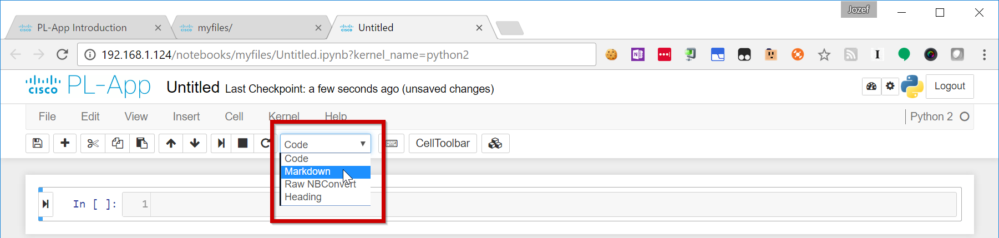 Jozef
PL-App Introduction myfiles/ Untitled
192.168.1.124/notebooks/myfiles/Untitled.ipynb?kernel_name=python2
cisco PL-App Untitled Last Checkpoint: a few seconds ago (unsaved changes) Logout
File Edit View Insert Cell Kernel Help Python 2
Code CellToolbar
Code
Markdown
Raw NBConvert
Heading
In [ ]: 1